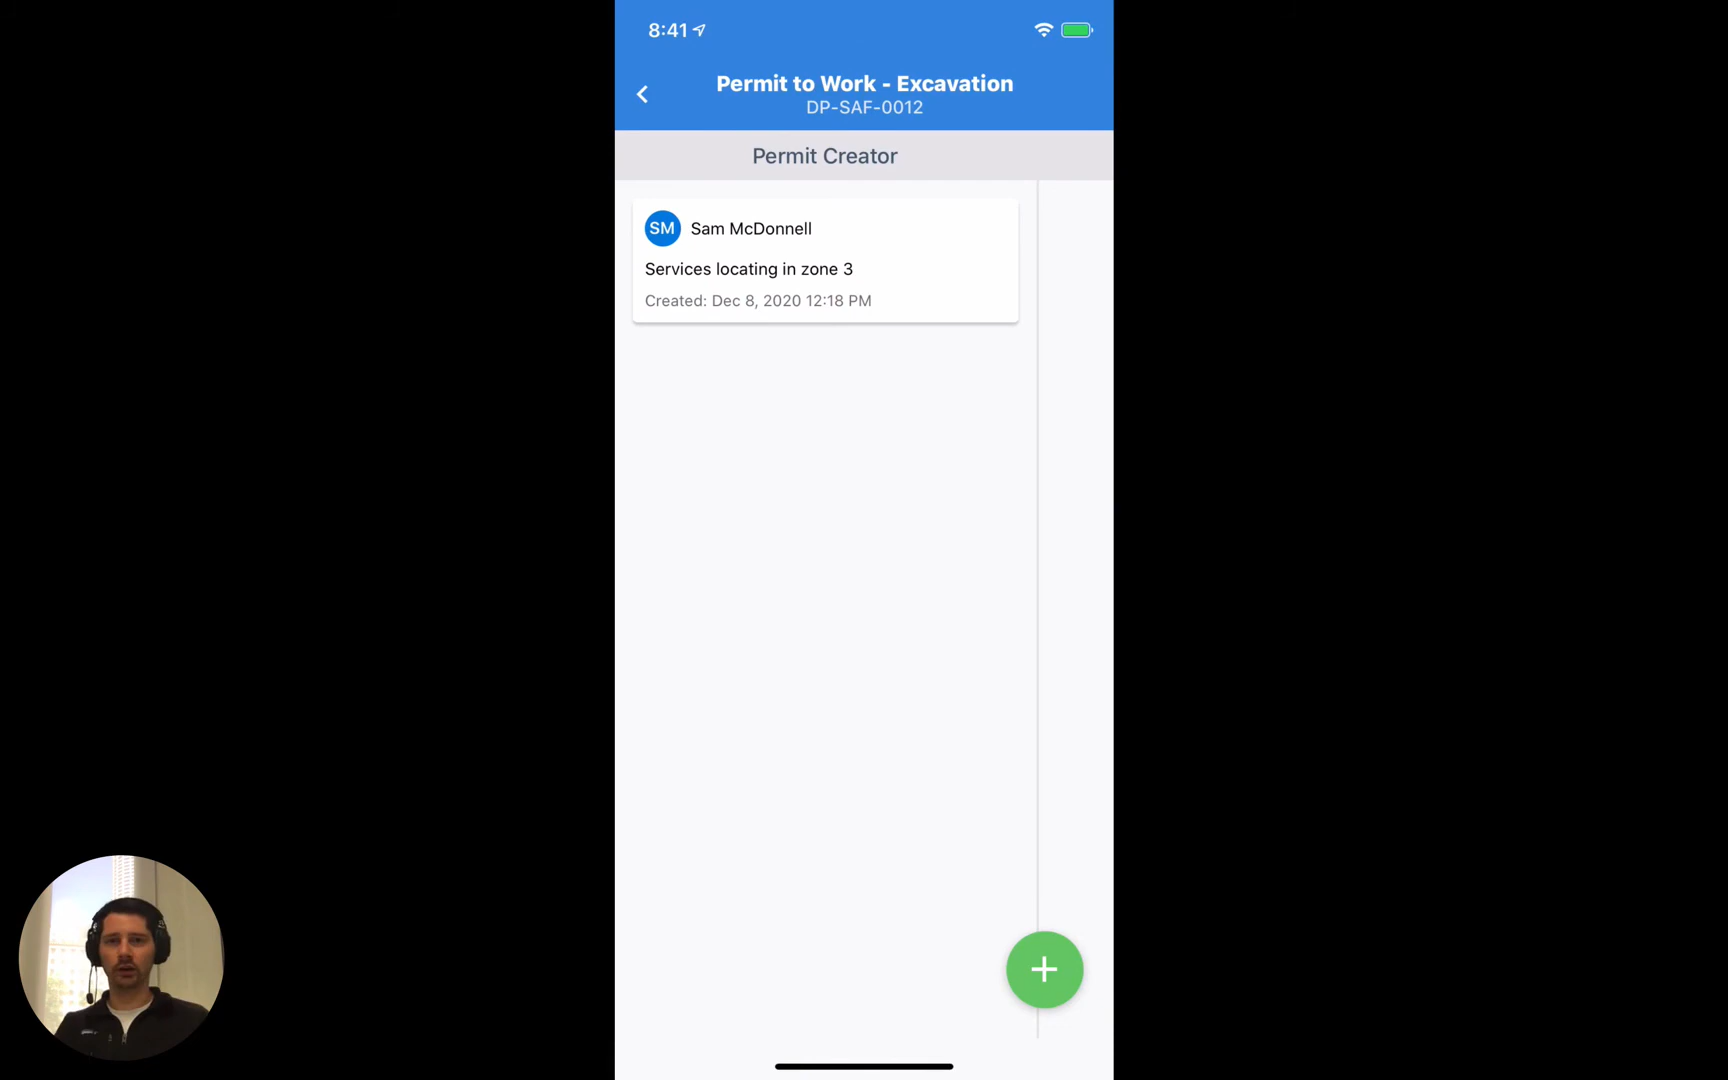 8:41
Permit to Work - Excavation
DP-SAF-0012
Permit Creator
SM Sam McDonnell
Services locating in zone 3
Created: Dec 8, 2020 12:18 PM